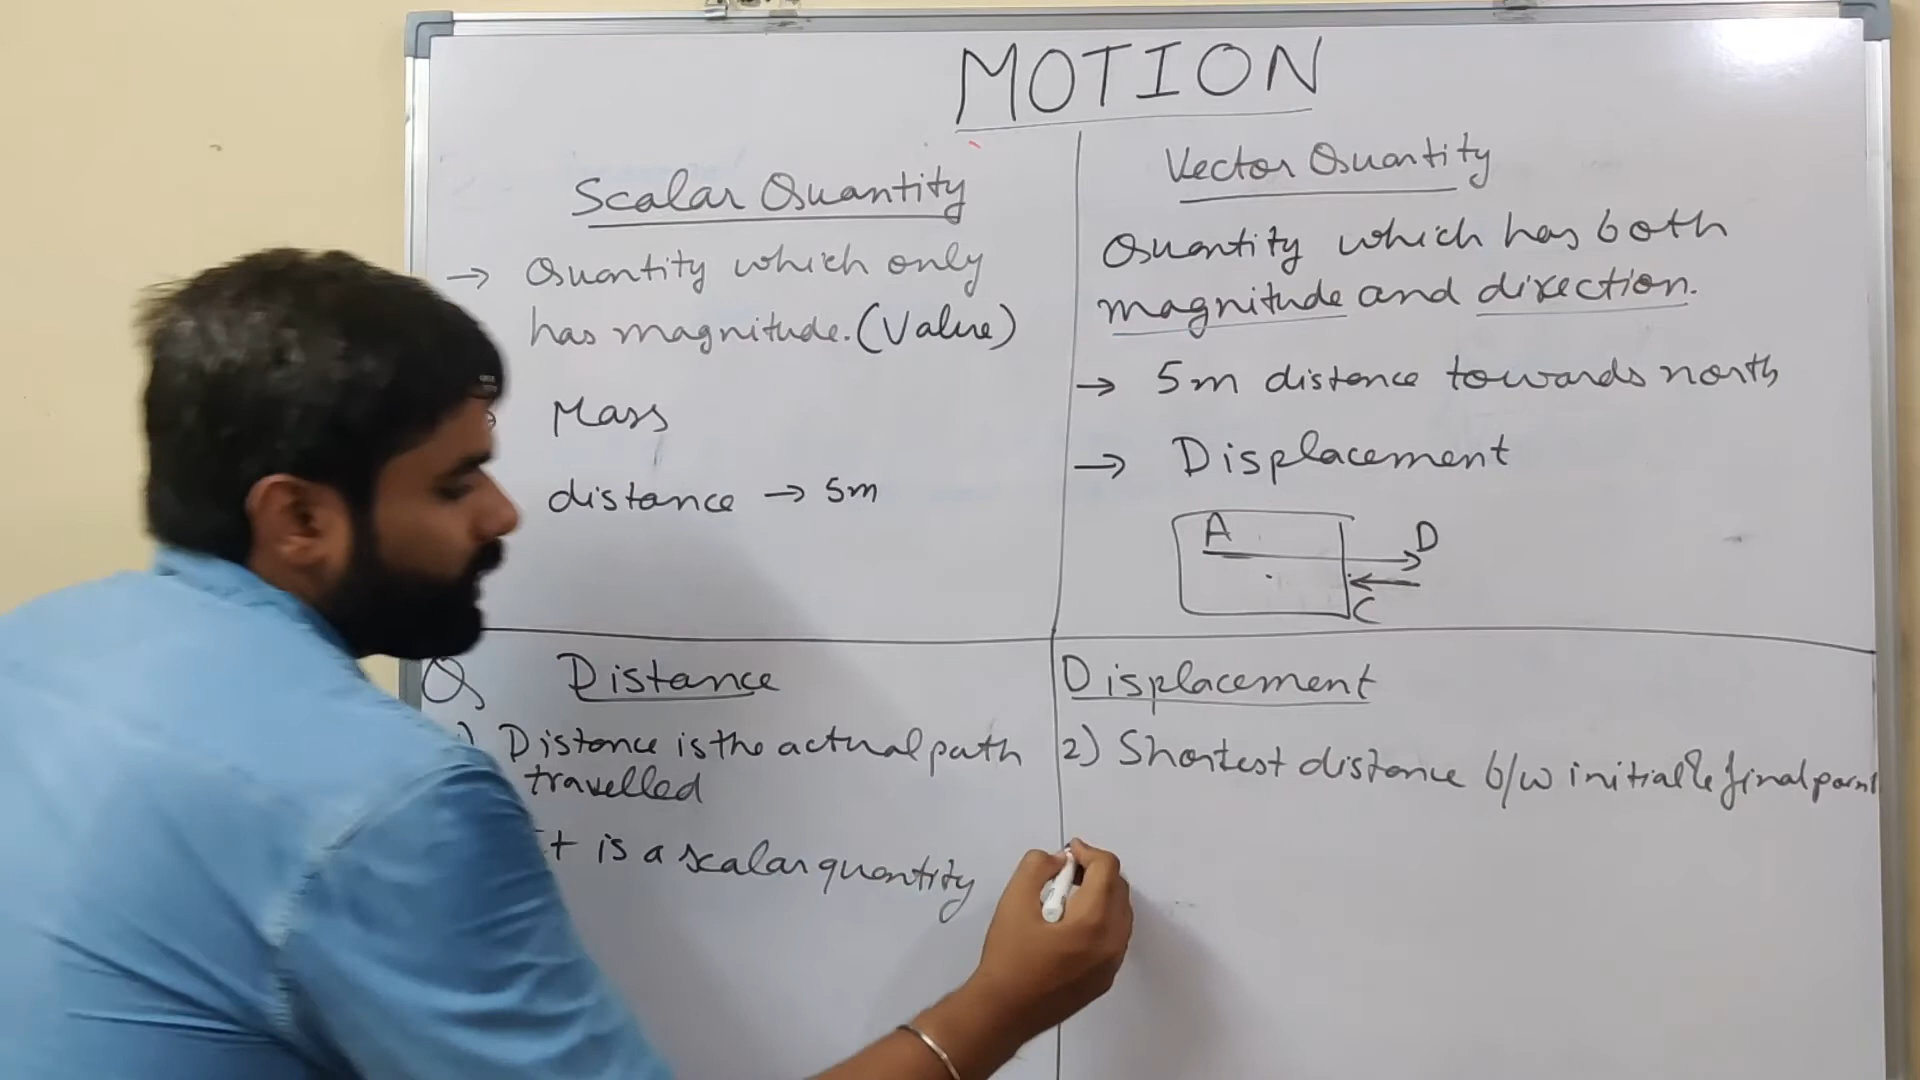 MOTION
Scalar Quantity
→ Quantity which only
has magnitude. (Value)
Mass
distance → 5m
Vector Quantity
Quantity which has both
magnitude and direction.
→ 5m distance towards north
→ Displacement
A
D
C
Q Distance
) Distance is the actual path
travelled
It is a scalar quantity
Displacement
2) Shortest distance b/w initial & final point